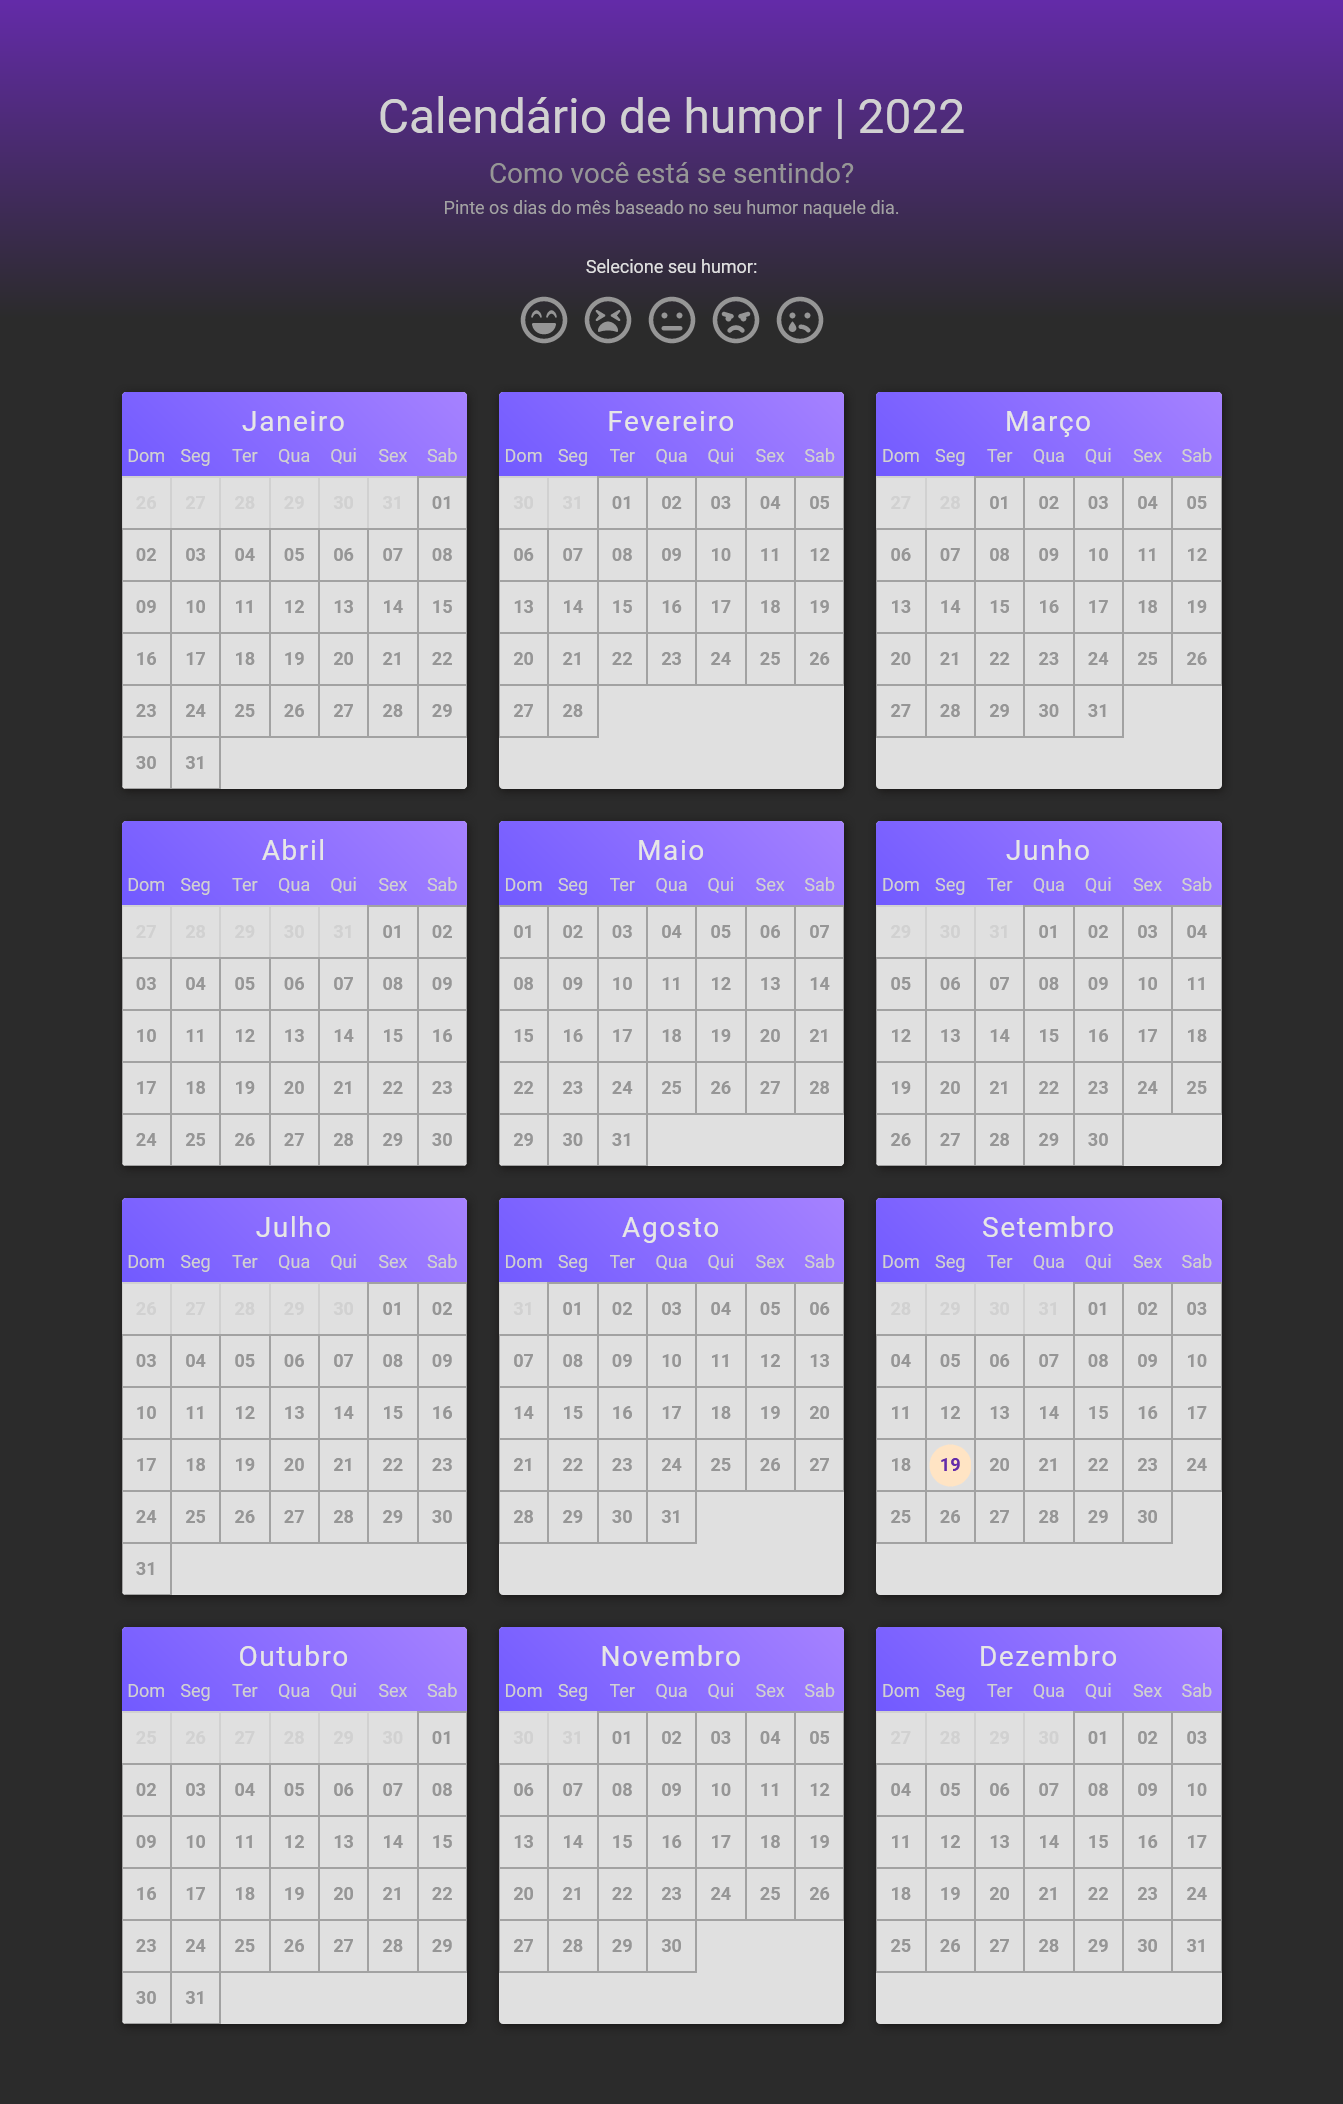 Calendário de humor | 2022
Como você está se sentindo?
Pinte os dias do mês baseado no seu humor naquele dia.
Selecione seu humor:
Janeiro
Dom Seg Ter Qua Qui Sex Sab
26 27 28 29 30 31 01
02 03 04 05 06 07 08
09 10 11 12 13 14 15
16 17 18 19 20 21 22
23 24 25 26 27 28 29
30 31
Fevereiro
Dom Seg Ter Qua Qui Sex Sab
30 31 01 02 03 04 05
06 07 08 09 10 11 12
13 14 15 16 17 18 19
20 21 22 23 24 25 26
27 28
Março
Dom Seg Ter Qua Qui Sex Sab
27 28 01 02 03 04 05
06 07 08 09 10 11 12
13 14 15 16 17 18 19
20 21 22 23 24 25 26
27 28 29 30 31
Abril
Dom Seg Ter Qua Qui Sex Sab
27 28 29 30 31 01 02
03 04 05 06 07 08 09
10 11 12 13 14 15 16
17 18 19 20 21 22 23
24 25 26 27 28 29 30
Maio
Dom Seg Ter Qua Qui Sex Sab
01 02 03 04 05 06 07
08 09 10 11 12 13 14
15 16 17 18 19 20 21
22 23 24 25 26 27 28
29 30 31
Junho
Dom Seg Ter Qua Qui Sex Sab
29 30 31 01 02 03 04
05 06 07 08 09 10 11
12 13 14 15 16 17 18
19 20 21 22 23 24 25
26 27 28 29 30
Julho
Dom Seg Ter Qua Qui Sex Sab
26 27 28 29 30 01 02
03 04 05 06 07 08 09
10 11 12 13 14 15 16
17 18 19 20 21 22 23
24 25 26 27 28 29 30
31
Agosto
Dom Seg Ter Qua Qui Sex Sab
31 01 02 03 04 05 06
07 08 09 10 11 12 13
14 15 16 17 18 19 20
21 22 23 24 25 26 27
28 29 30 31
Setembro
Dom Seg Ter Qua Qui Sex Sab
28 29 30 31 01 02 03
04 05 06 07 08 09 10
11 12 13 14 15 16 17
18 19 20 21 22 23 24
25 26 27 28 29 30
Outubro
Dom Seg Ter Qua Qui Sex Sab
25 26 27 28 29 30 01
02 03 04 05 06 07 08
09 10 11 12 13 14 15
16 17 18 19 20 21 22
23 24 25 26 27 28 29
30 31
Novembro
Dom Seg Ter Qua Qui Sex Sab
30 31 01 02 03 04 05
06 07 08 09 10 11 12
13 14 15 16 17 18 19
20 21 22 23 24 25 26
27 28 29 30
Dezembro
Dom Seg Ter Qua Qui Sex Sab
27 28 29 30 01 02 03
04 05 06 07 08 09 10
11 12 13 14 15 16 17
18 19 20 21 22 23 24
25 26 27 28 29 30 31